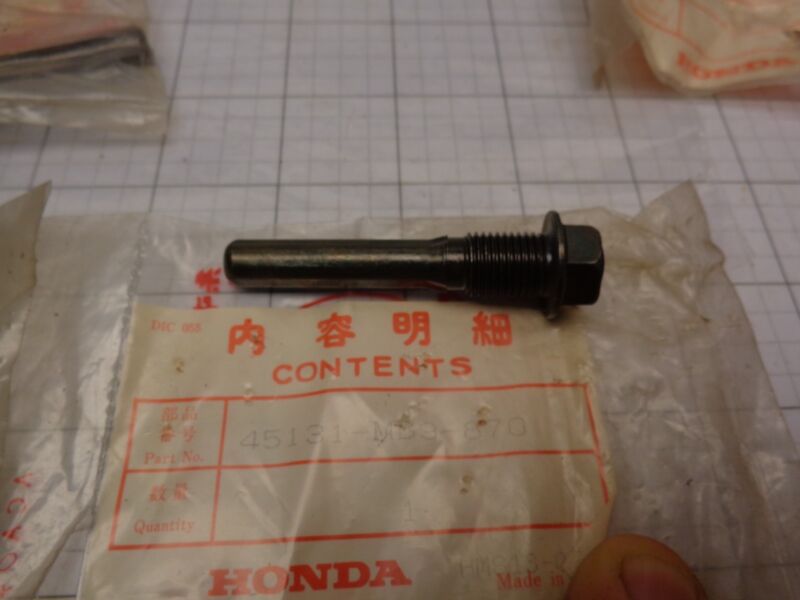 HONDA
DIC 055
内容明細
CONTENTS
部品
番号
Part No.
数量
Quantity
1
HONDA
Made in